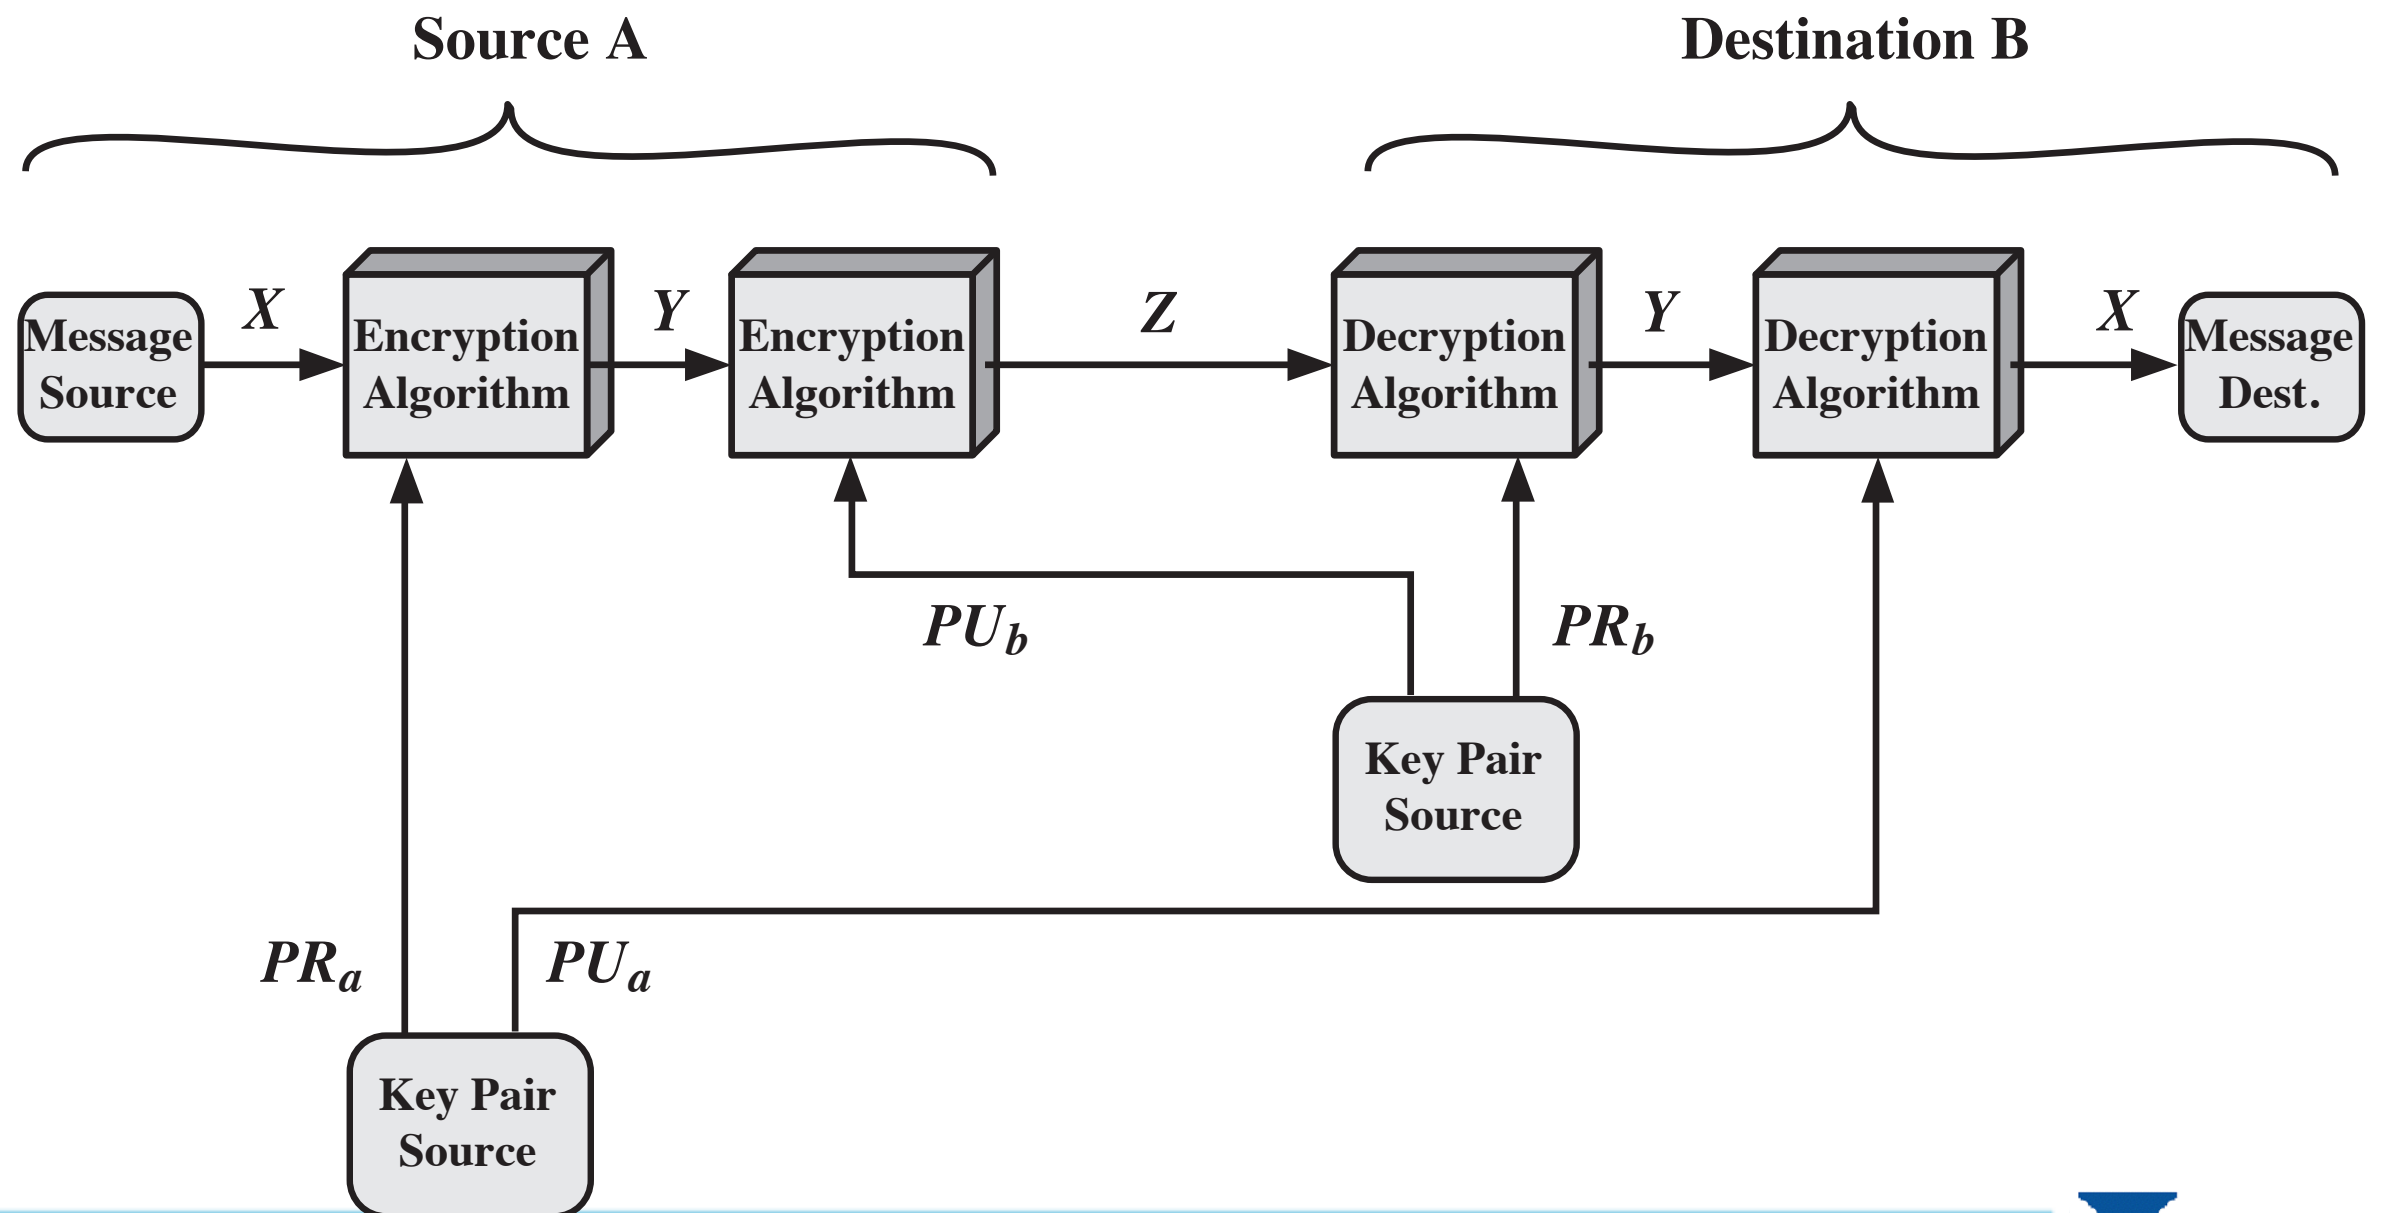 Source A
Destination B
Message
Source
X
Encryption
Algorithm
Y
Encryption
Algorithm
Z
Decryption
Algorithm
Y
Decryption
Algorithm
X
Message
Dest.
PUb
PRb
Key Pair
Source
PRa
PUa
Key Pair
Source